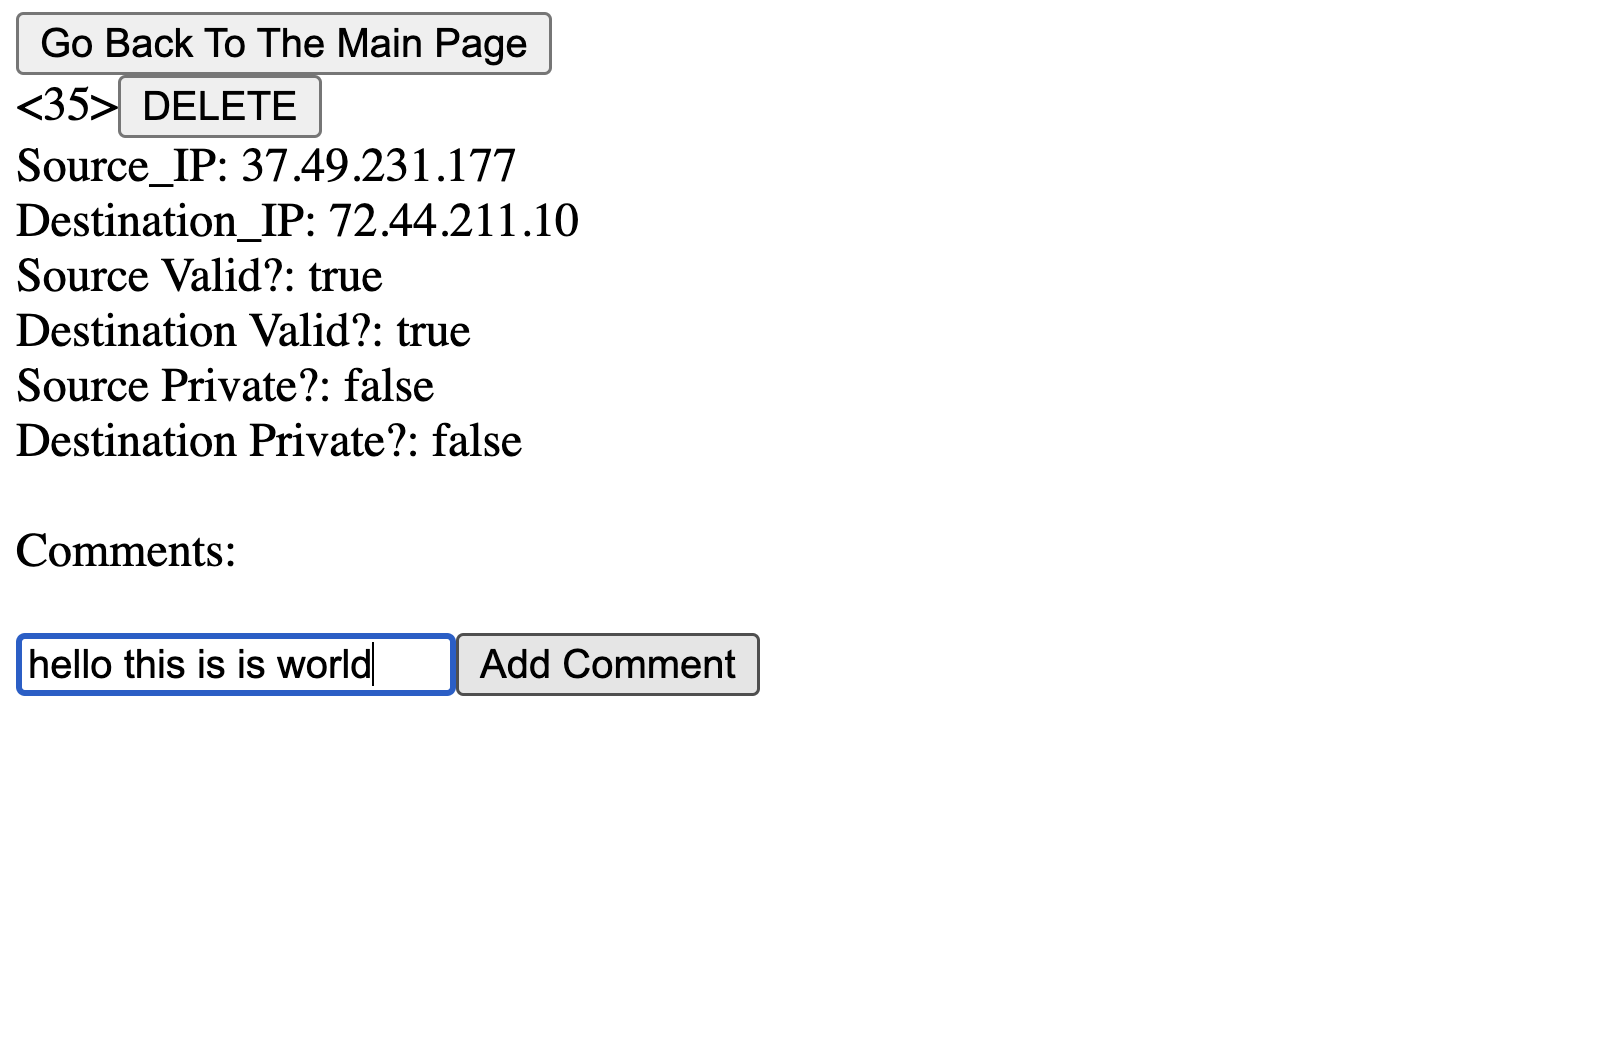 Go Back To The Main Page
<35> DELETE
Source_IP: 37.49.231.177
Destination_IP: 72.44.211.10
Source Valid?: true
Destination Valid?: true
Source Private?: false
Destination Private?: false
Comments:
hello this is is world Add Comment